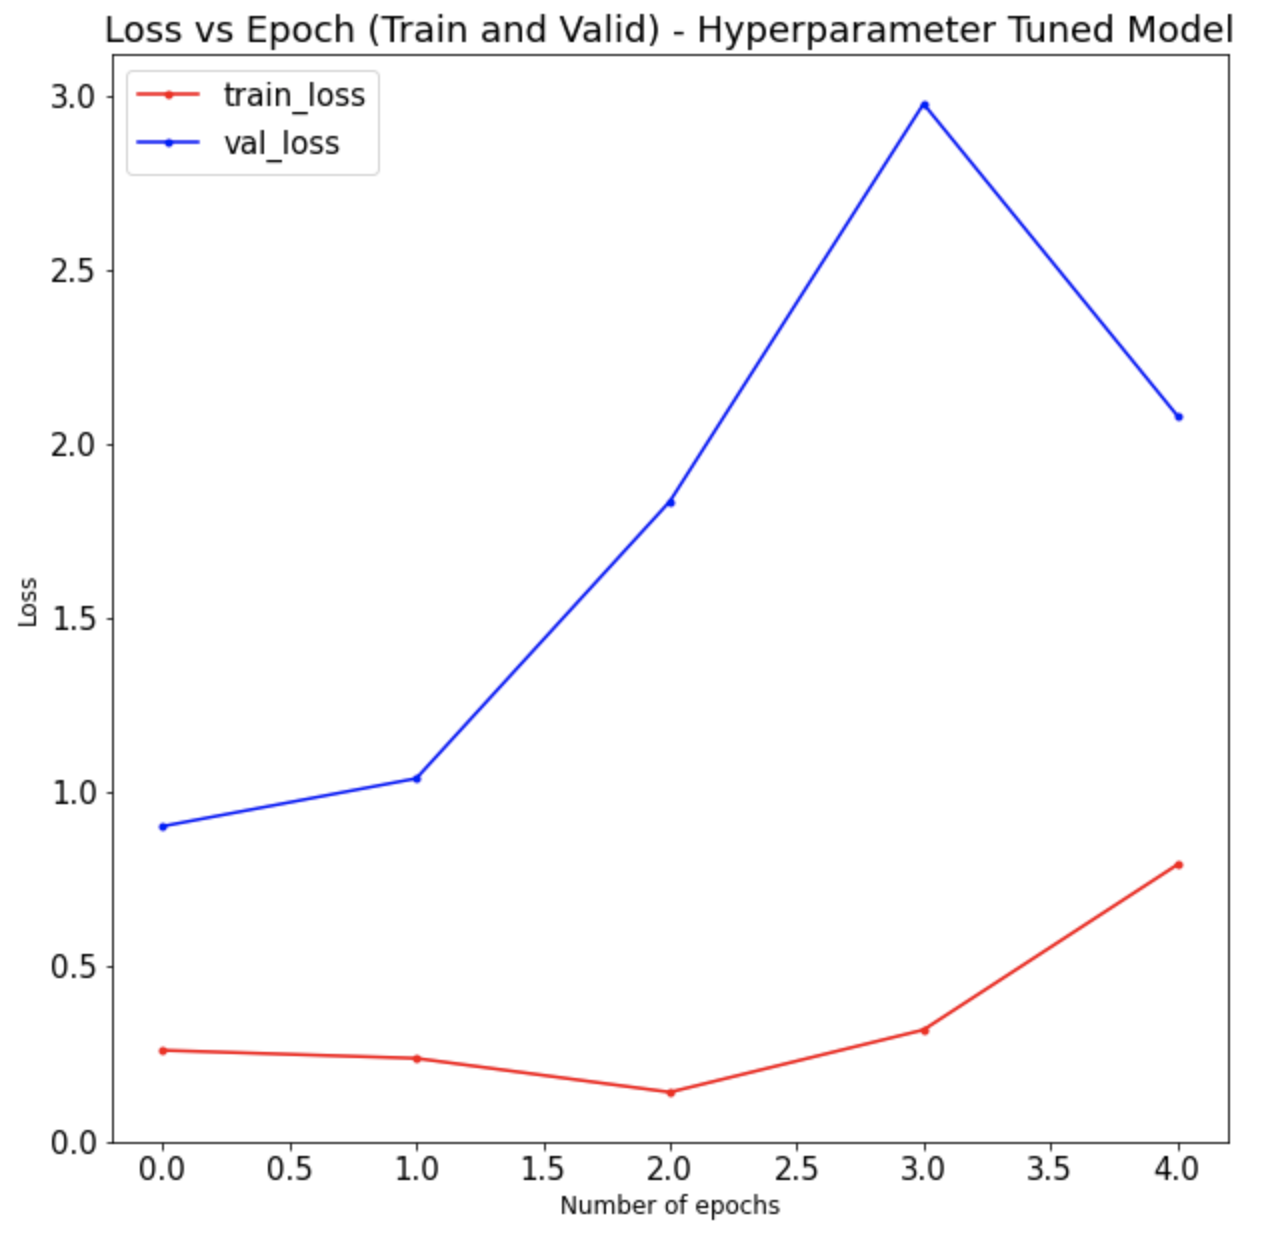 Loss vs Epoch (Train and Valid) - Hyperparameter Tuned Model
train_loss
val_loss
3.0
2.5
2.0
1.5
1.0
0.5
0.0
Loss
0.0 0.5 1.0 1.5 2.0 2.5 3.0 3.5 4.0
Number of epochs